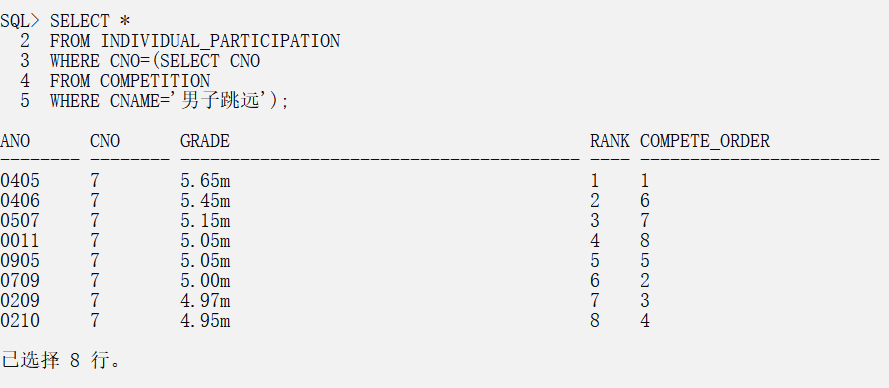 SQL> SELECT *
  2  FROM INDIVIDUAL_PARTICIPATION
  3  WHERE CNO=(SELECT CNO
  4  FROM COMPETITION
  5  WHERE CNAME='男子跳远');
ANO      CNO      GRADE                                    RANK COMPETE_ORDER
-------- -------- ---------------------------------------- ---- ------------------------
0405     7        5.65m                                    1    1
0406     7        5.45m                                    2    6
0507     7        5.15m                                    3    7
0011     7        5.05m                                    4    8
0905     7        5.05m                                    5    5
0709     7        5.00m                                    6    2
0209     7        4.97m                                    7    3
0210     7        4.95m                                    8    4
已选择 8 行。